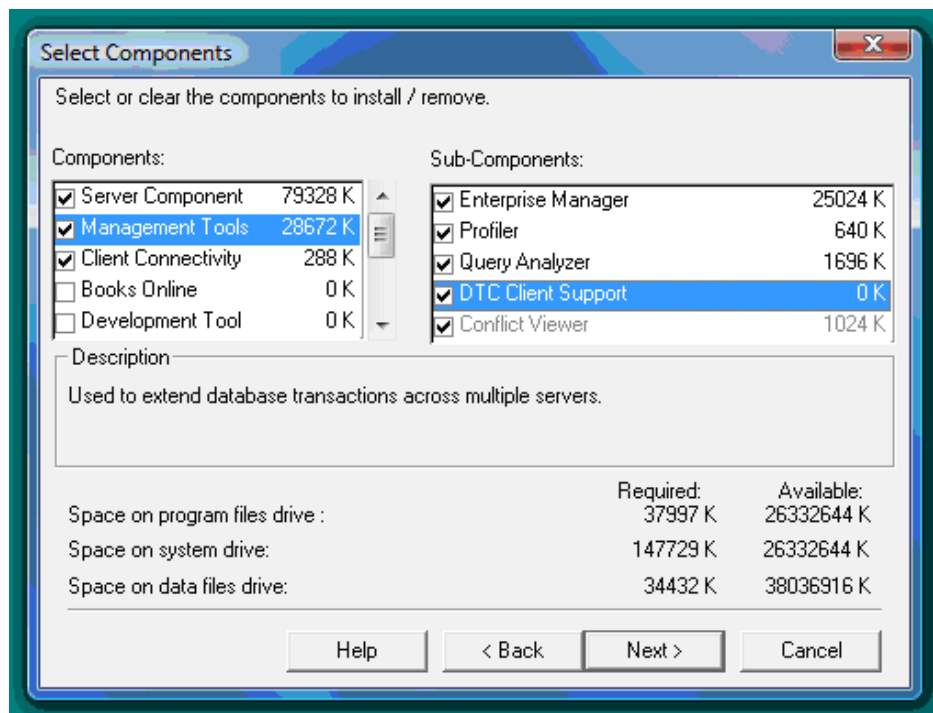 Select Components
Select or clear the components to install / remove.
Components:
Server Component 79328 K
Management Tools 28672 K
Client Connectivity 288 K
Books Online 0 K
Development Tool 0 K
Sub-Components:
Enterprise Manager 25024 K
Profiler 640 K
Query Analyzer 1696 K
DTC Client Support 0 K
Conflict Viewer 1024 K
Description
Used to extend database transactions across multiple servers.
Required: Available:
Space on program files drive : 37997 K 26332644 K
Space on system drive: 147729 K 26332644 K
Space on data files drive: 34432 K 38036916 K
Help < Back Next > Cancel